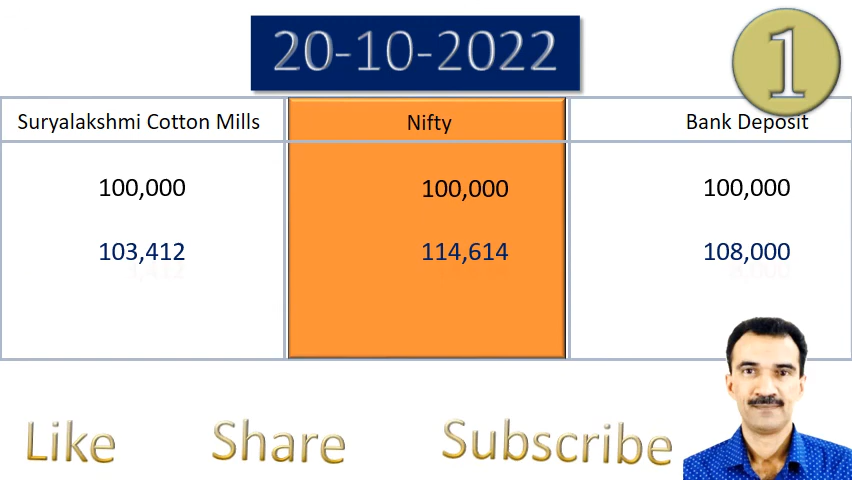 20-10-2022
1
Suryalakshmi Cotton Mills Nifty Bank Deposit
100,000 100,000 100,000
103,412 114,614 108,000
Like Share Subscribe